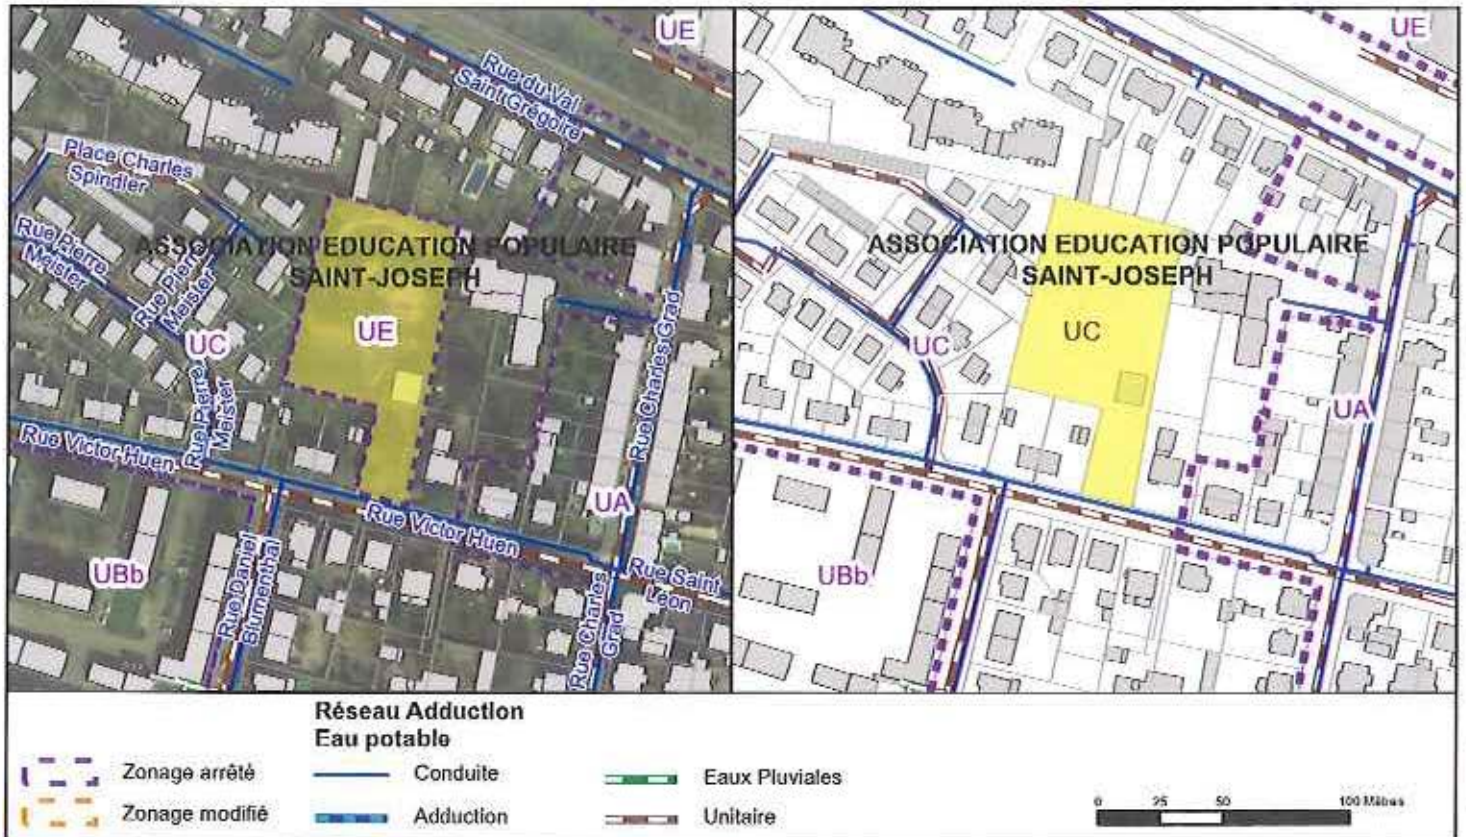 UE
Rue du Val
Saint Grégoire
Place Charles
Spindler
Rue Pierre
Meister
Rue Pierre
Meister
ASSOCIATION EDUCATION POPULAIRE
SAINT-JOSEPH
UE
UC
Rue Pierre
Meister
Rue Charles Grad
Rue Victor Huen
UA
Rue Victor Huen
UBb
Rue Daniel
Blumenthal
Rue Saint
Léon
Rue Charles
Grad
UE
ASSOCIATION EDUCATION POPULAIRE
SAINT-JOSEPH
UC
UC
UA
UBb
Réseau Adduction
Eau potable
Zonage arrêté
Conduite
Eaux Pluviales
Zonage modifié
Adduction
Unitaire
0 25 50 100 Mètres